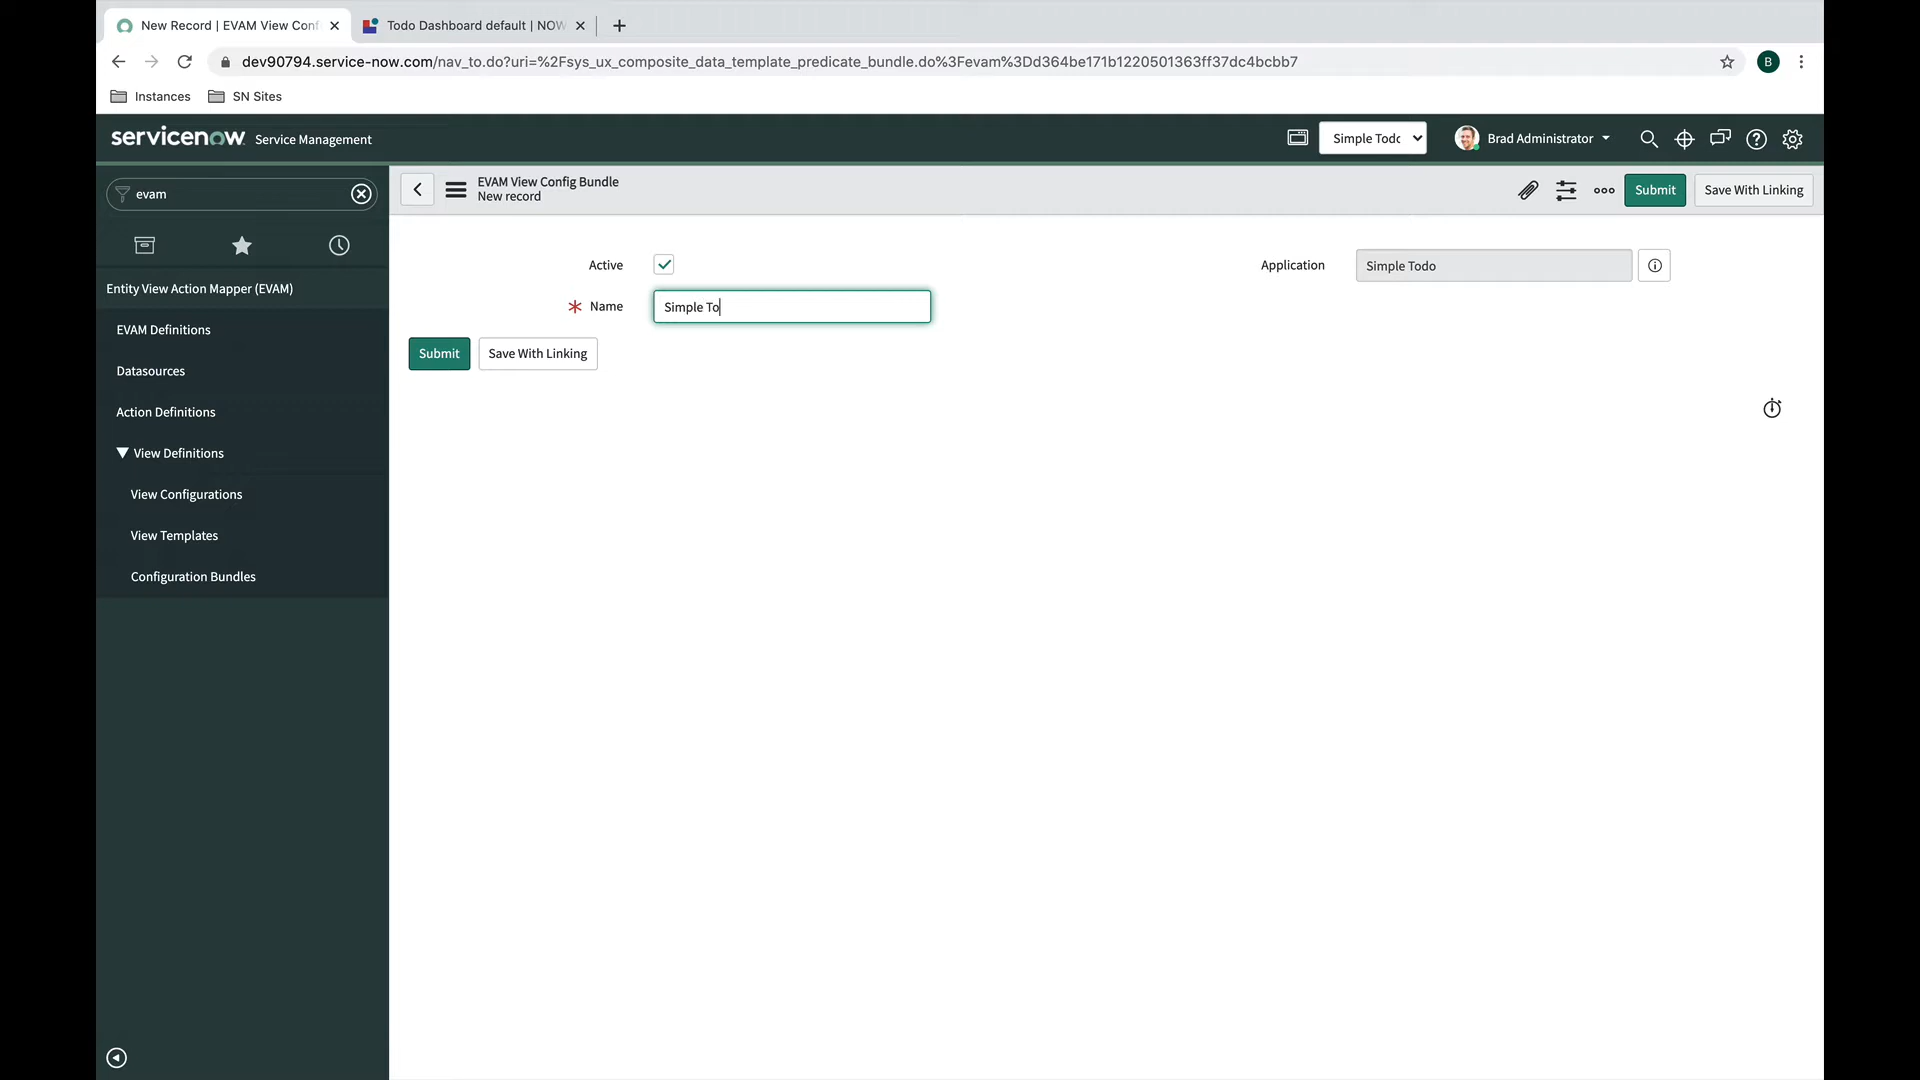 New Record | EVAM View Conf
Todo Dashboard default | NOW
dev90794.service-now.com/nav_to.do?uri=%2Fsys_ux_composite_data_template_predicate_bundle.do%3Fevam%3Dd364be171b1220501363ff37dc4bcbb7
B
Instances
SN Sites
servicenow Service Management
Simple Todo
Brad Administrator
evam
EVAM View Config Bundle
New record
Submit
Save With Linking
Entity View Action Mapper (EVAM)
EVAM Definitions
Datasources
Action Definitions
View Definitions
View Configurations
View Templates
Configuration Bundles
Active
Application
Simple Todo
Name
Simple To
Submit
Save With Linking